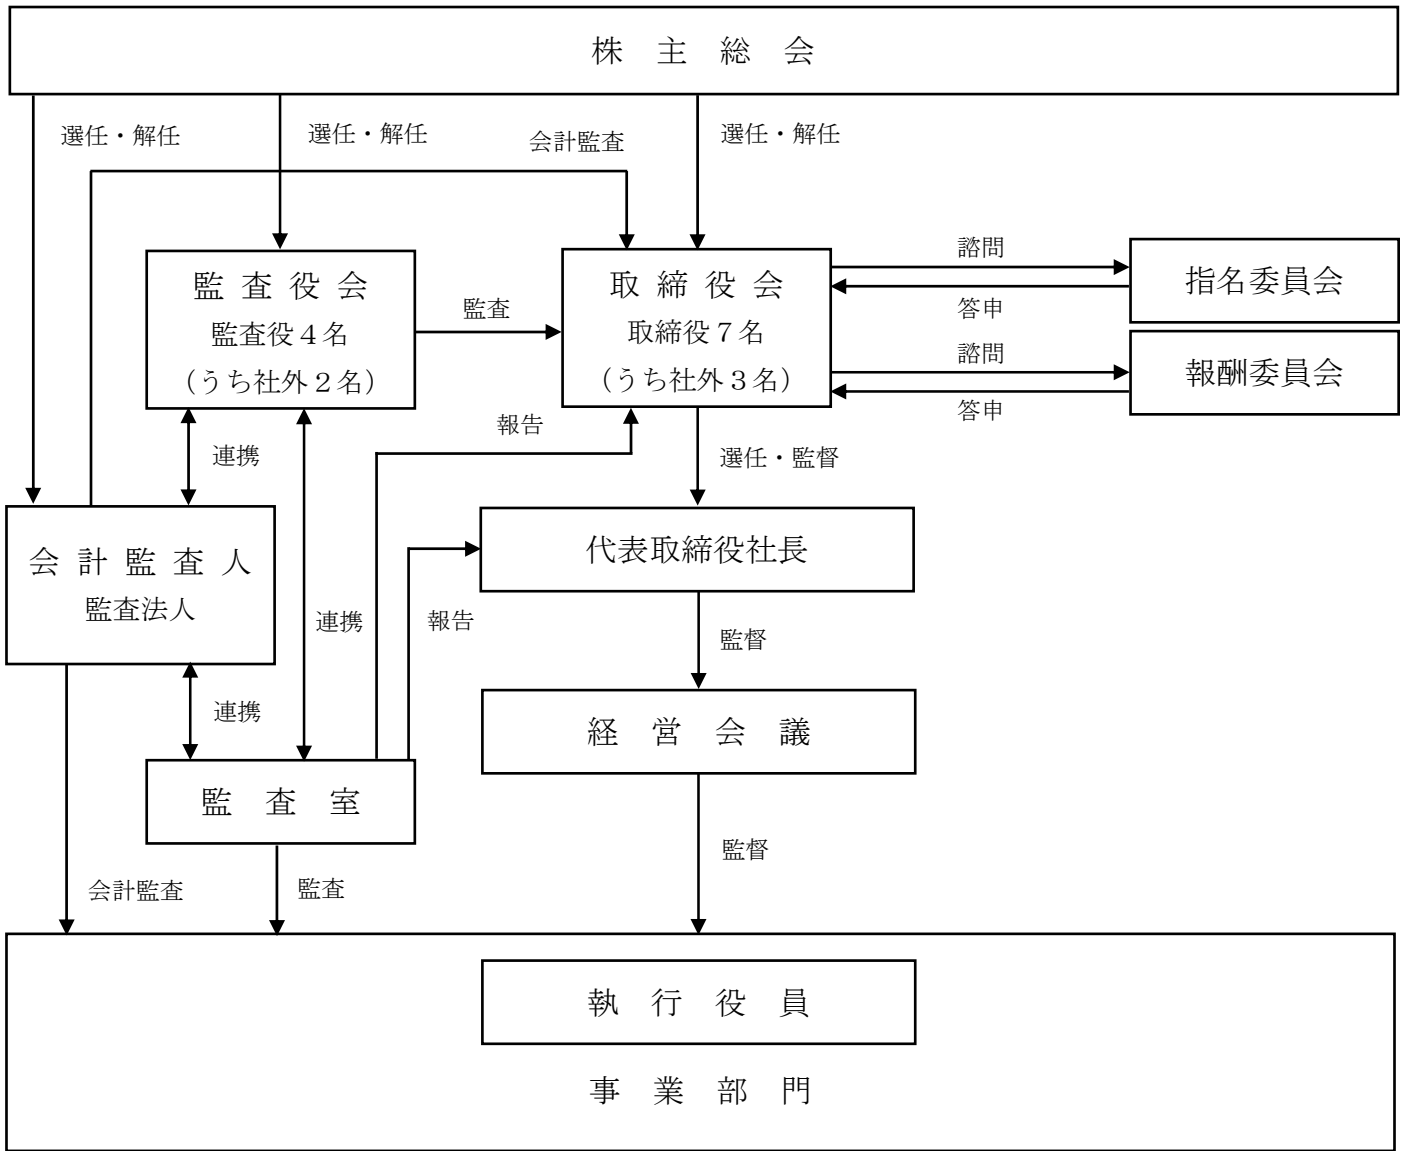 株主総会
選任・解任
選任・解任
会計監査
選任・解任
監査役会
監査役４名
（うち社外２名）
監査
取締役会
取締役７名
（うち社外３名）
諮問
答申
指名委員会
諮問
答申
報酬委員会
連携
報告
選任・監督
会計監査人
監査法人
連携
報告
代表取締役社長
監督
連携
経営会議
監査室
会計監査
監査
監督
執行役員
事業部門